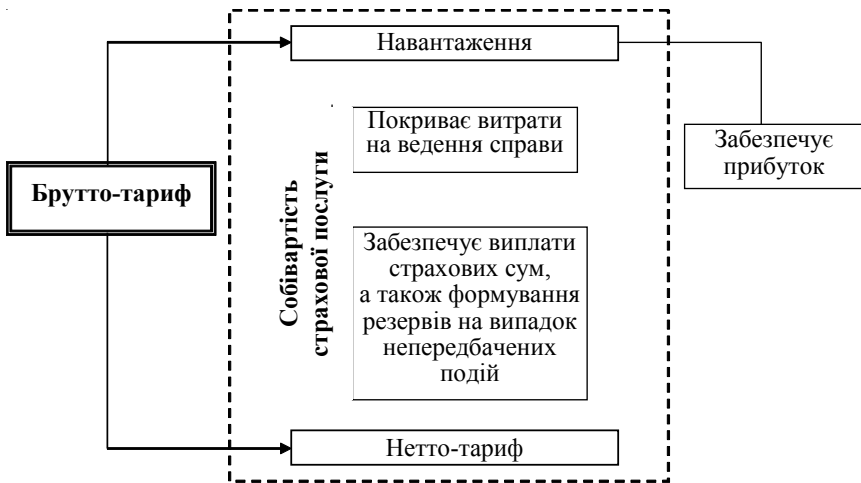 Навантаження
Покриває витрати
на ведення справи
Забезпечує
прибуток
Брутто-тариф
Собівартість
страхової послуги
Забезпечує виплати
страхових сум,
а також формування
резервів на випадок
непередбачених
подій
Нетто-тариф